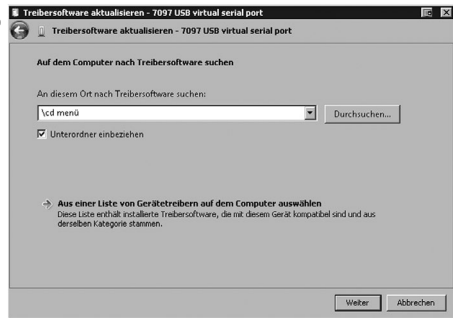 Treibersoftware aktualisieren - 7097 USB virtual serial port
Treibersoftware aktualisieren - 7097 USB virtual serial port
Auf dem Computer nach Treibersoftware suchen
An diesem Ort nach Treibersoftware suchen:
\cd menü
Durchsuchen...
Unterordner einbeziehen
Aus einer Liste von Gerätetreibern auf dem Computer auswählen
Diese Liste enthält installierte Treibersoftware, die mit diesem Gerät kompatibel sind und aus
derselben Kategorie stammen.
Weiter Abbrechen